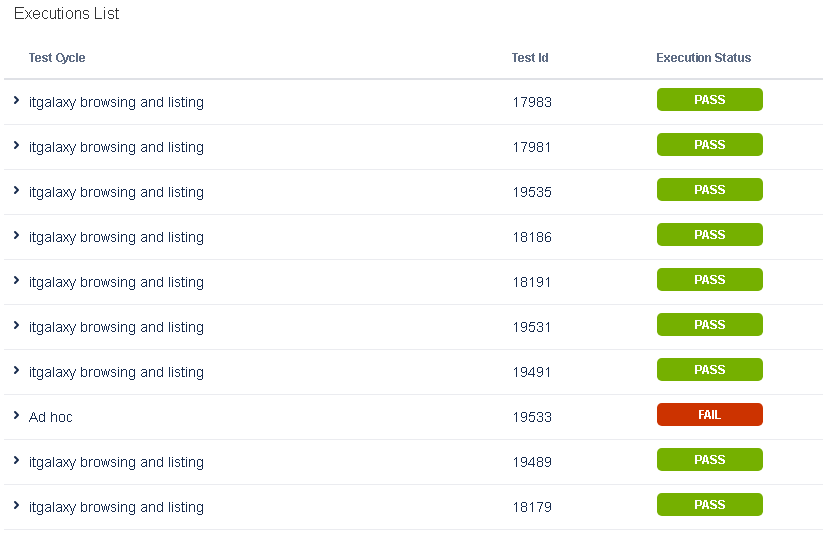 Executions List
Test Cycle Test Id Execution Status
itgalaxy browsing and listing 17983 PASS
itgalaxy browsing and listing 17981 PASS
itgalaxy browsing and listing 19535 PASS
itgalaxy browsing and listing 18186 PASS
itgalaxy browsing and listing 18191 PASS
itgalaxy browsing and listing 19531 PASS
itgalaxy browsing and listing 19491 PASS
Ad hoc 19533 FAIL
itgalaxy browsing and listing 19489 PASS
itgalaxy browsing and listing 18179 PASS